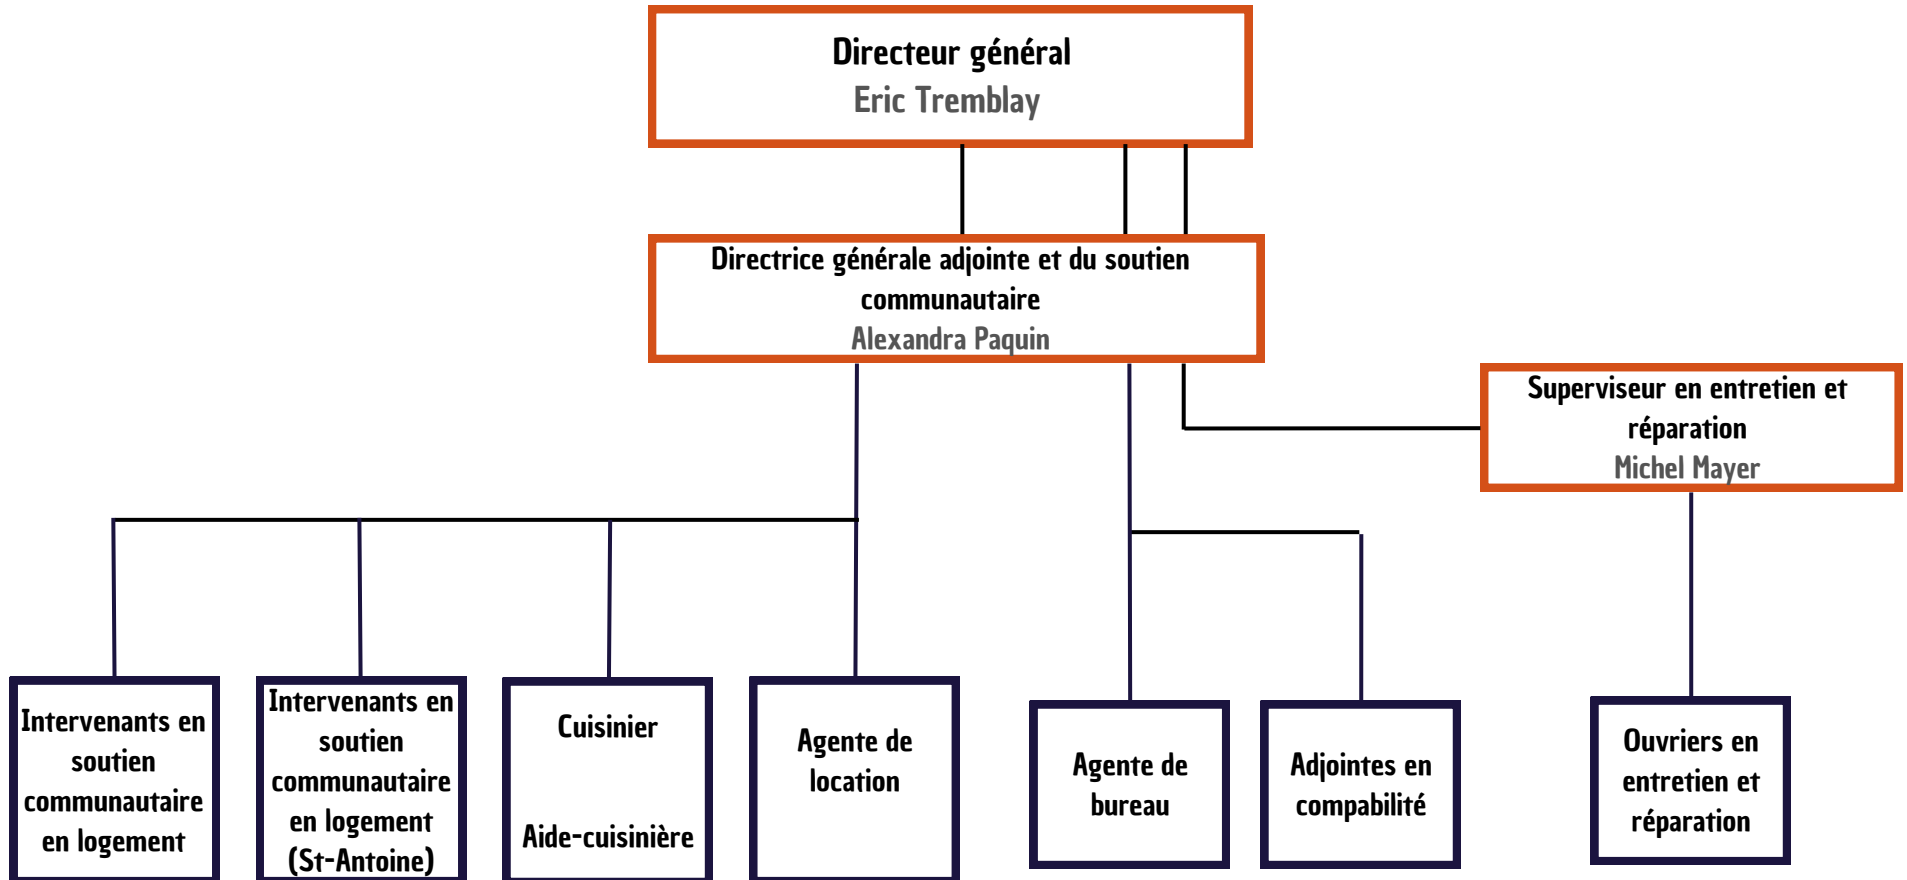 Directeur général
Eric Tremblay
Directrice générale adjointe et du soutien
communautaire
Alexandra Paquin
Superviseur en entretien et
réparation
Michel Mayer
Intervenants en
soutien
communautaire
en logement
Intervenants en
soutien
communautaire
en logement
(St-Antoine)
Cuisinier
Aide-cuisinière
Agente de
location
Agente de
bureau
Adjointes en
compabilité
Ouvriers en
entretien et
réparation